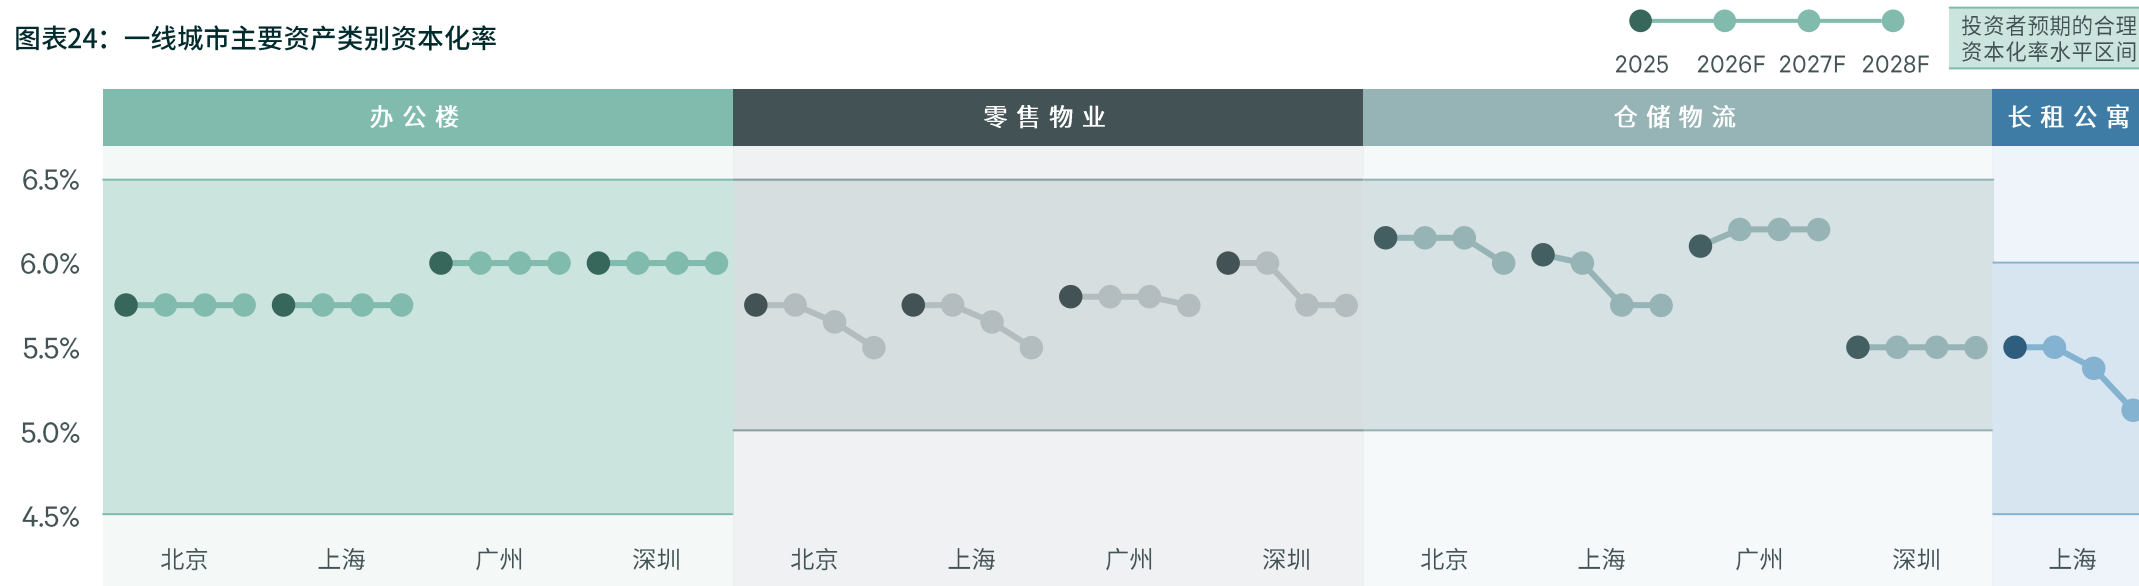 图表24：一线城市主要资产类别资本化率
2025 2026F 2027F 2028F
投资者预期的合理
资本化率水平区间
办公楼 零售物业 仓储物流 长租公寓
6.5%
6.0%
5.5%
5.0%
4.5%
北京 上海 广州 深圳 北京 上海 广州 深圳 北京 上海 广州 深圳 上海